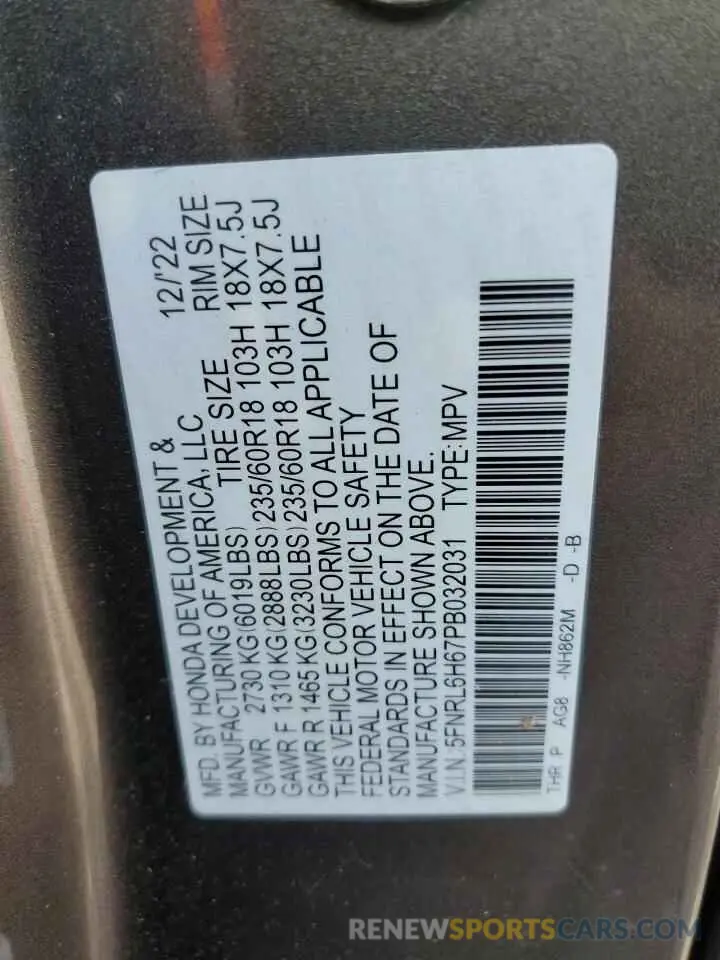 MFD. BY HONDA DEVELOPMENT & 12/'22
MANUFACTURING OF AMERICA, LLC
GVWR 2730 KG(6019LBS) TIRE SIZE RIM SIZE
GAWR F 1310 KG(2888LBS) 235/60R18 103H 18X7.5J
GAWR R 1465 KG(3230LBS) 235/60R18 103H 18X7.5J
THIS VEHICLE CONFORMS TO ALL APPLICABLE
FEDERAL MOTOR VEHICLE SAFETY
STANDARDS IN EFFECT ON THE DATE OF
MANUFACTURE SHOWN ABOVE.
V.I.N.:5FNRL6H67PB032031 TYPE:MPV
THR P AG8 -NH862M -D -B
RENEWSPORTSCARS.COM